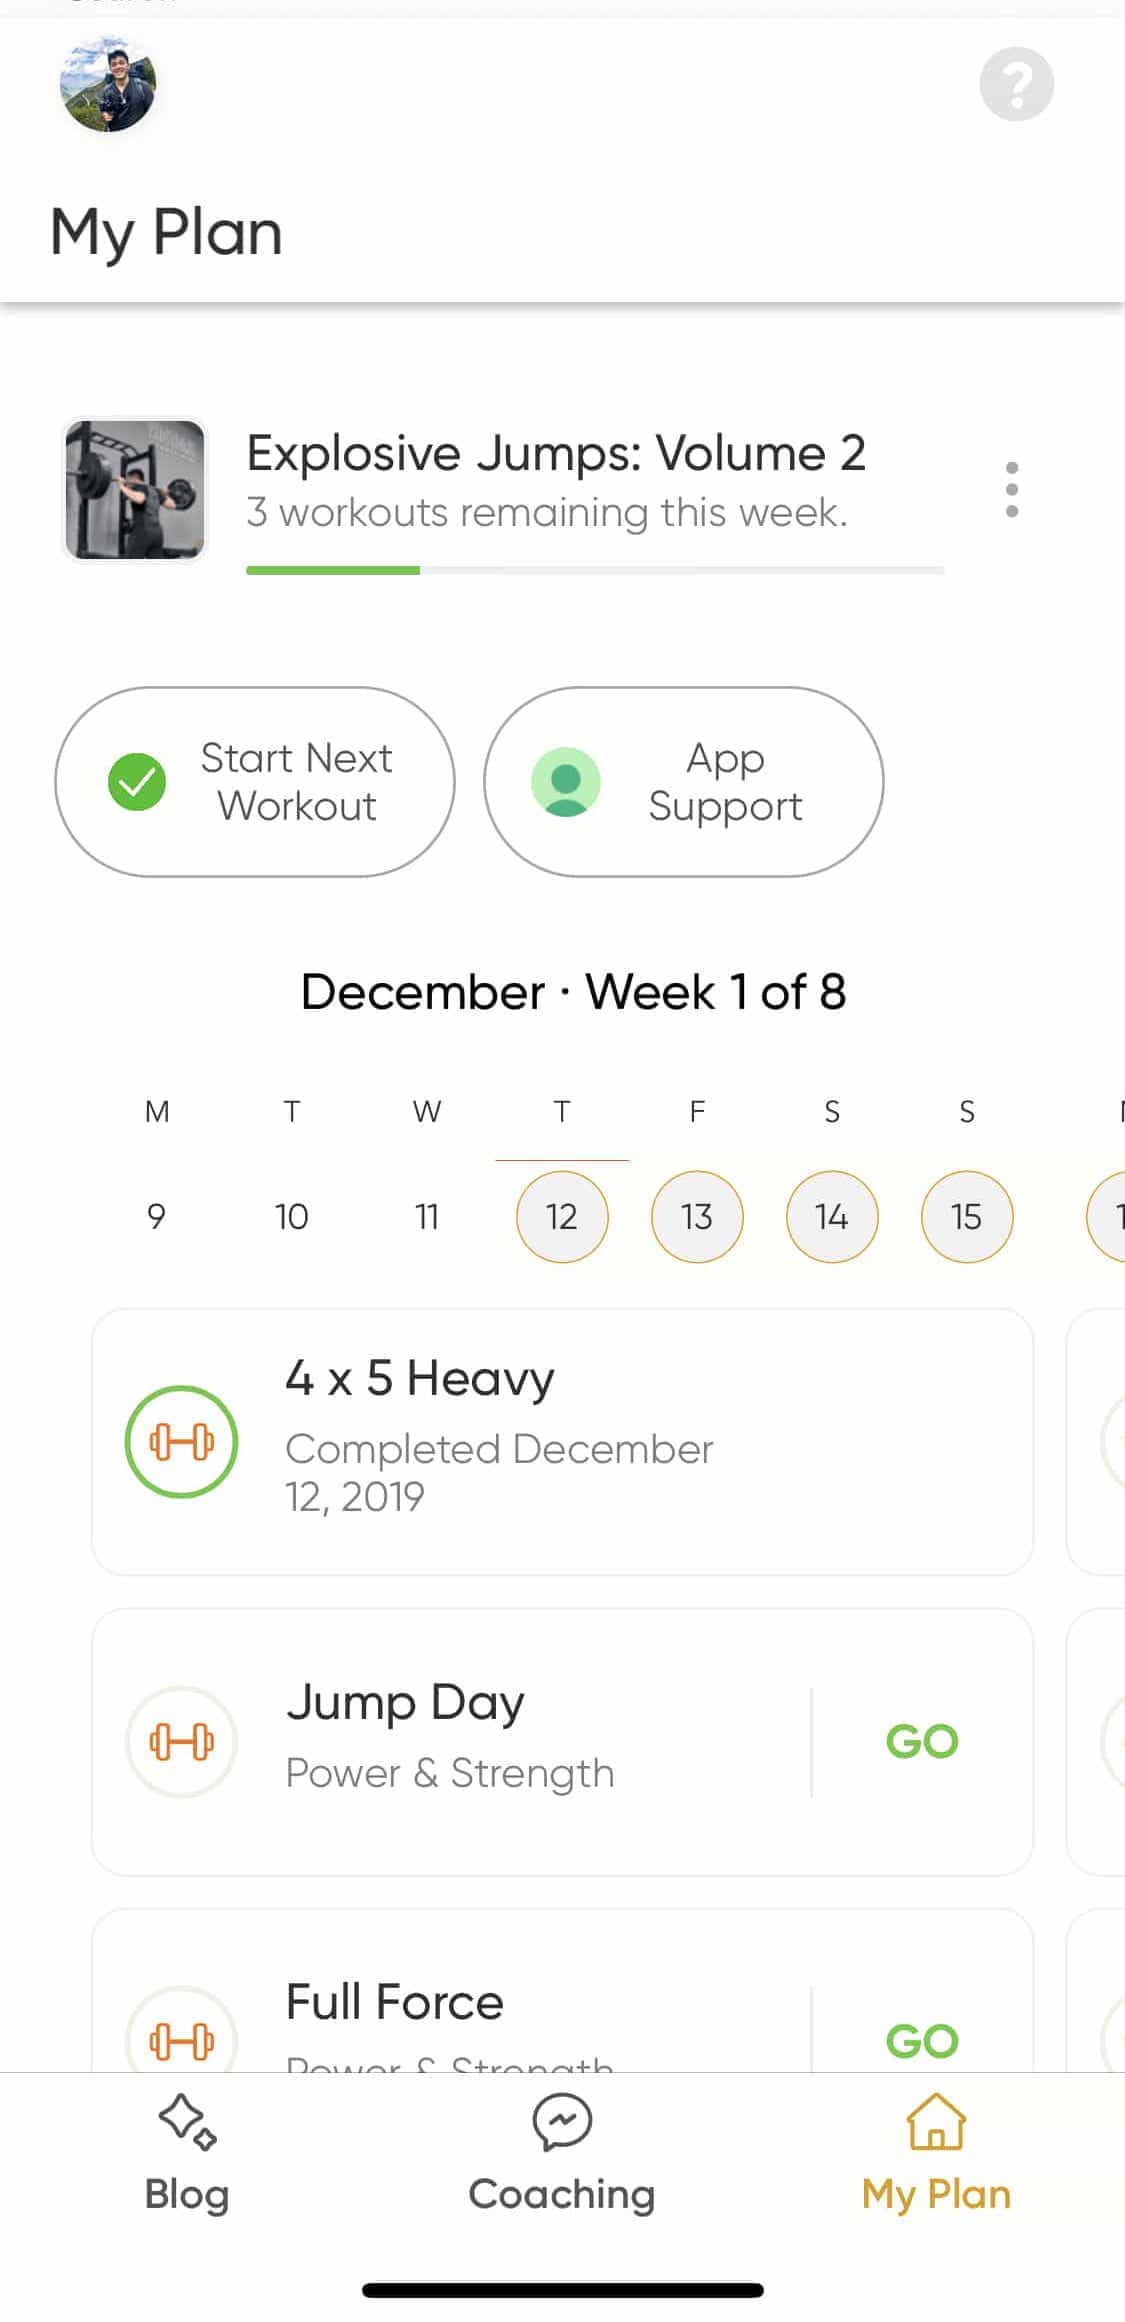 My Plan
Explosive Jumps: Volume 2
3 workouts remaining this week.
Start Next
Workout
App
Support
December · Week 1 of 8
M T W T F S S
9 10 11 12 13 14 15
4 x 5 Heavy
Completed December
12, 2019
Jump Day
Power & Strength
GO
Full Force
Power & Strength
GO
Blog
Coaching
My Plan